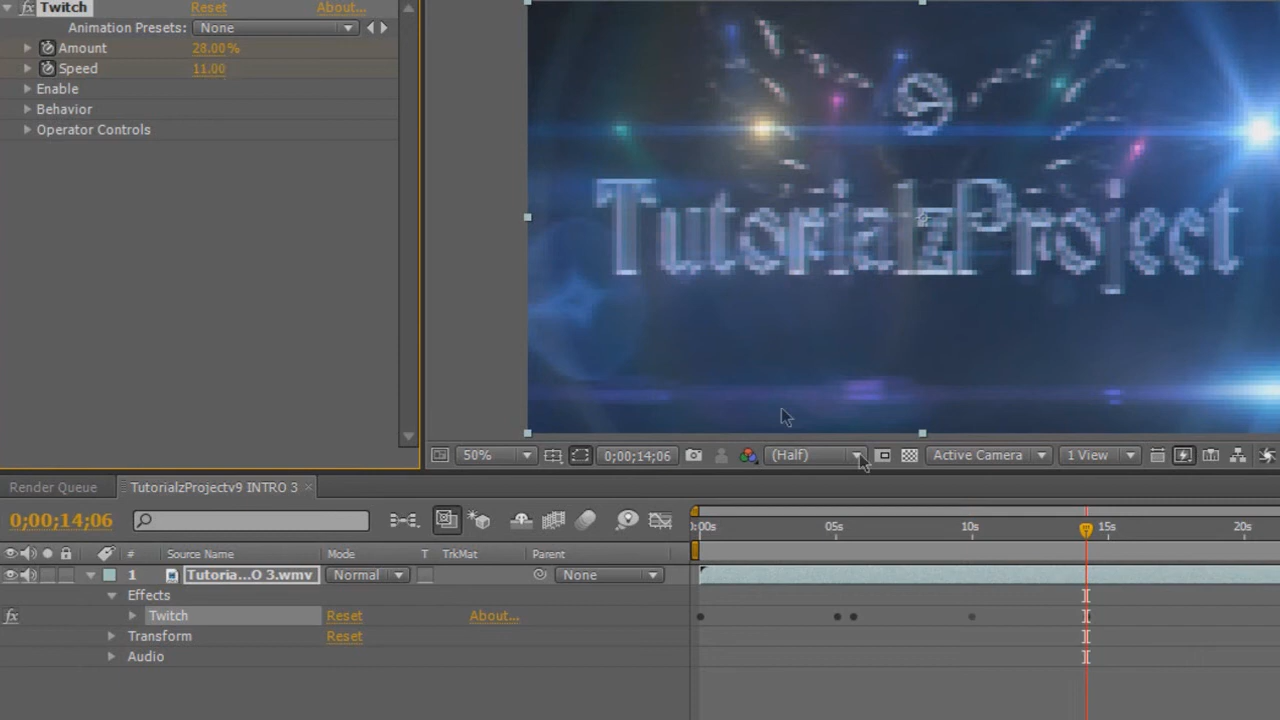 Twitch Reset About...
Animation Presets: None
Amount 28.00%
Speed 11.00
Enable
Behavior
Operator Controls
TutorialzProject
50% 0;00;14;06 (Half) Active Camera 1 View
Render Queue TutorialzProjectv9 INTRO 3 ×
0;00;14;06
0:00s 05s 10s 15s 20s
# Source Name Mode T TrkMat Parent
1 Tutoria...O 3.wmv Normal None
Effects
fx Twitch Reset About...
Transform Reset
Audio